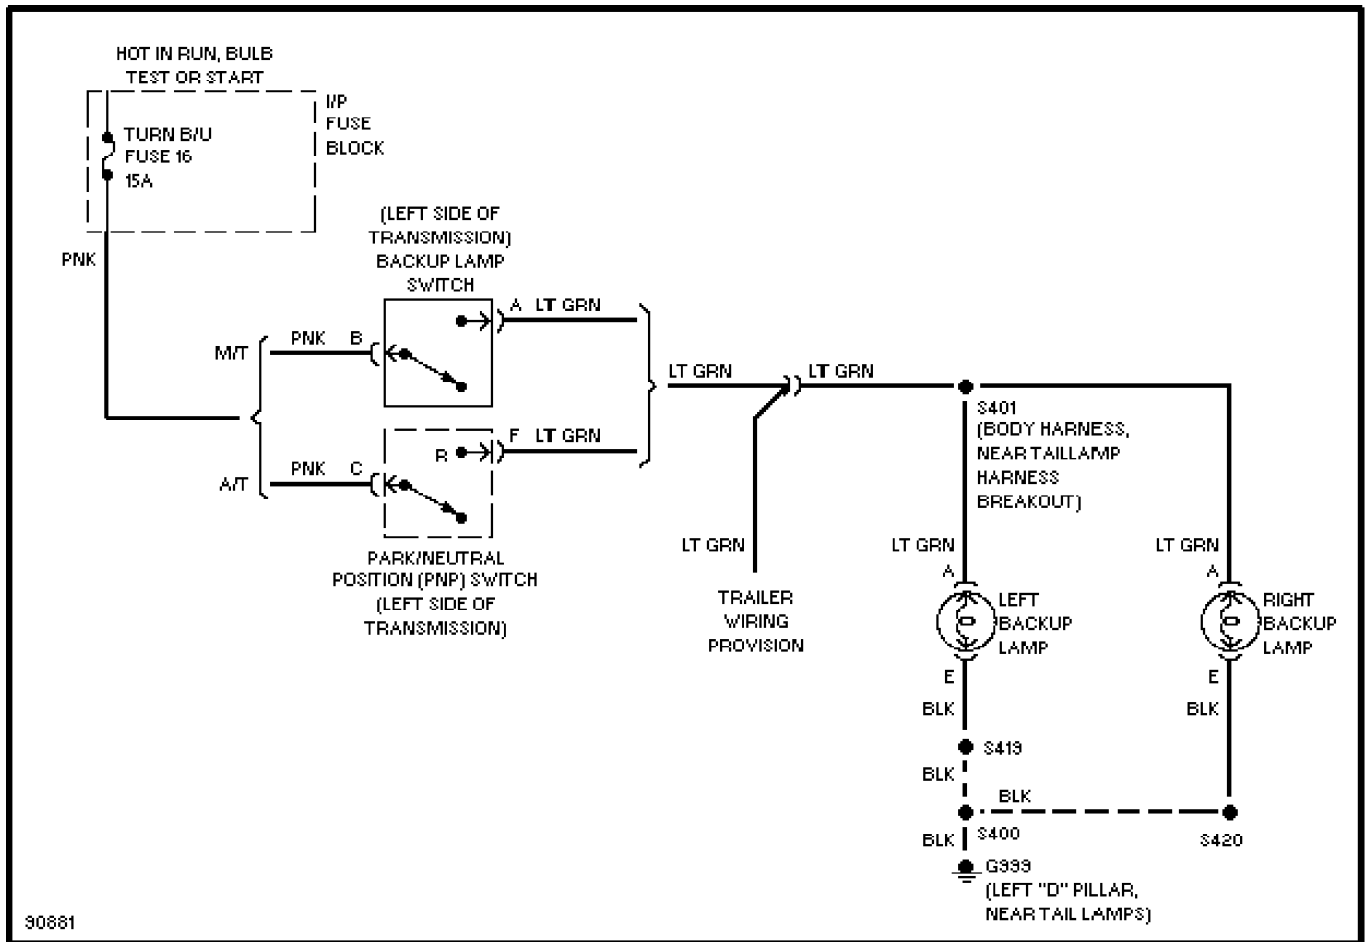 HOT IN RUN, BULB
TEST OR START
I/P
FUSE
BLOCK
TURN B/U
FUSE 16
15A
PNK
(LEFT SIDE OF
TRANSMISSION)
BACKUP LAMP
SWITCH
A LT GRN
M/T
PNK B
LT GRN
LT GRN
S401
(BODY HARNESS,
NEAR TAILLAMP
HARNESS
BREAKOUT)
R
F LT GRN
A/T
PNK C
PARK/NEUTRAL
POSITION (PNP) SWITCH
(LEFT SIDE OF
TRANSMISSION)
LT GRN
TRAILER
WIRING
PROVISION
LT GRN
A
LEFT
BACKUP
LAMP
E
BLK
LT GRN
A
RIGHT
BACKUP
LAMP
E
BLK
S419
BLK
BLK
S400
S420
BLK
G999
(LEFT "D" PILLAR,
NEAR TAIL LAMPS)
90881